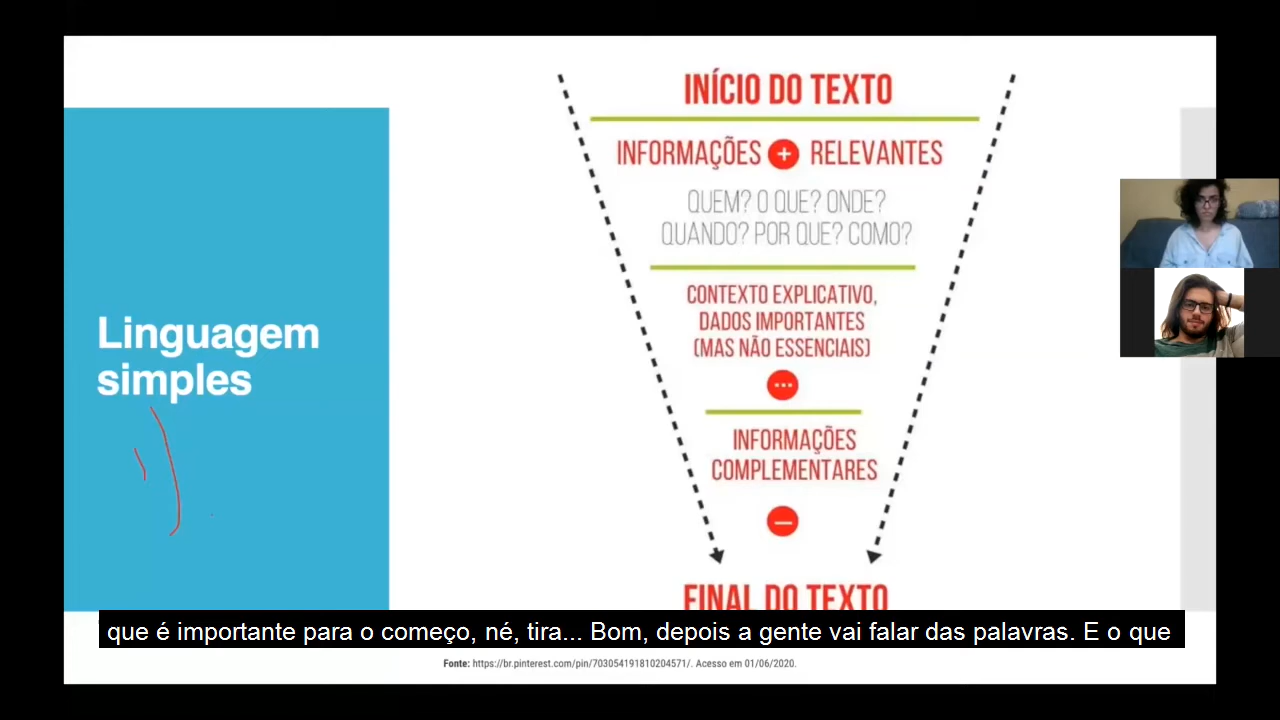 Linguagem
simples
INÍCIO DO TEXTO
INFORMAÇÕES + RELEVANTES
QUEM? O QUE? ONDE?
QUANDO? POR QUE? COMO?
CONTEXTO EXPLICATIVO,
DADOS IMPORTANTES
(MAS NÃO ESSENCIAIS)
...
INFORMAÇÕES
COMPLEMENTARES
–
FINAL DO TEXTO
que é importante para o começo, né, tira... Bom, depois a gente vai falar das palavras. E o que
Fonte: https://br.pinterest.com/pin/703054191810204571/. Acesso em 01/06/2020.